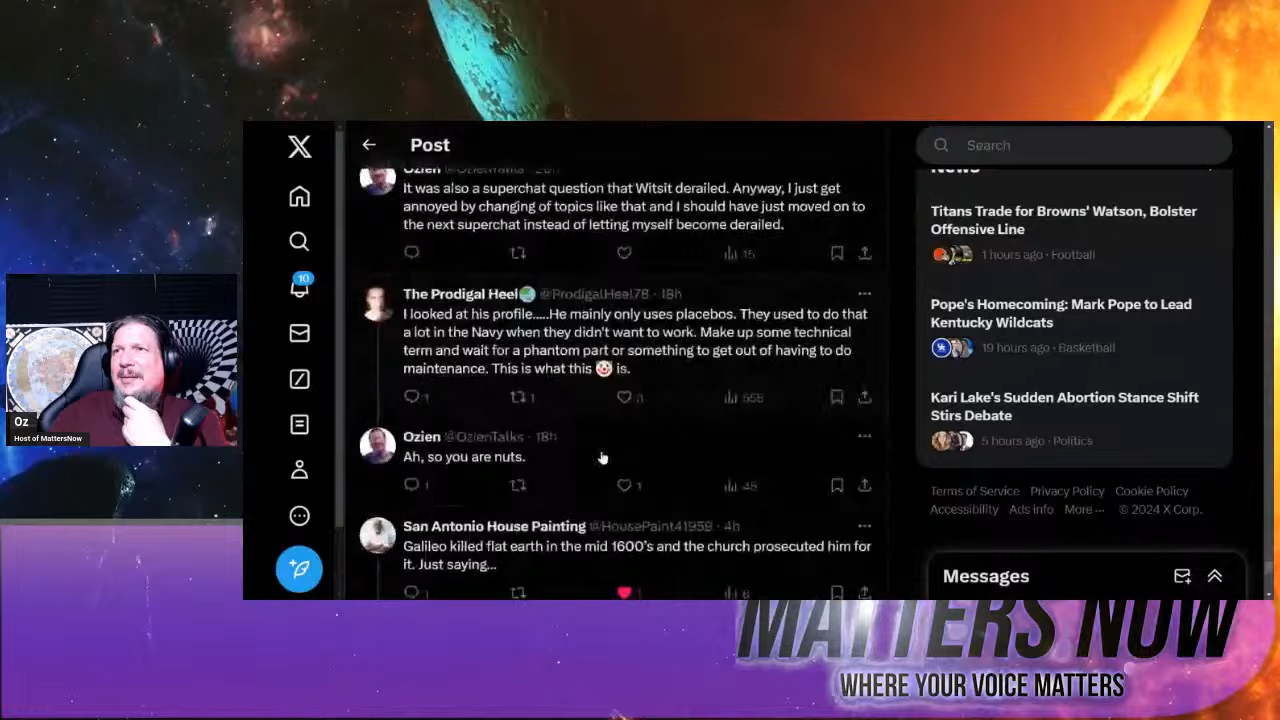 Post
Search
Ozien @OzienTalks
It was also a superchat question that Witsit derailed. Anyway, I just get
annoyed by changing of topics like that and I should have just moved on to
the next superchat instead of letting myself become derailed.
15
The Prodigal Heel @ProdigalHeel78 · 18h
I looked at his profile.....He mainly only uses placebos. They used to do that
a lot in the Navy when they didn't want to work. Make up some technical
term and wait for a phantom part or something to get out of having to do
maintenance. This is what this 🤡 is.
1 1 3 555
Ozien @OzienTalks · 18h
Ah, so you are nuts.
1 1 45
San Antonio House Painting @HousePaint41959 · 4h
Galileo killed flat earth in the mid 1600's and the church prosecuted him for
it. Just saying...
1 1 6
News
Titans Trade for Browns' Watson, Bolster
Offensive Line
1 hours ago · Football
Pope's Homecoming: Mark Pope to Lead
Kentucky Wildcats
19 hours ago · Basketball
Kari Lake's Sudden Abortion Stance Shift
Stirs Debate
5 hours ago · Politics
Terms of Service Privacy Policy Cookie Policy
Accessibility Ads info More ··· © 2024 X Corp.
Messages
10
Oz
Host of MattersNow
MATTERS NOW
WHERE YOUR VOICE MATTERS